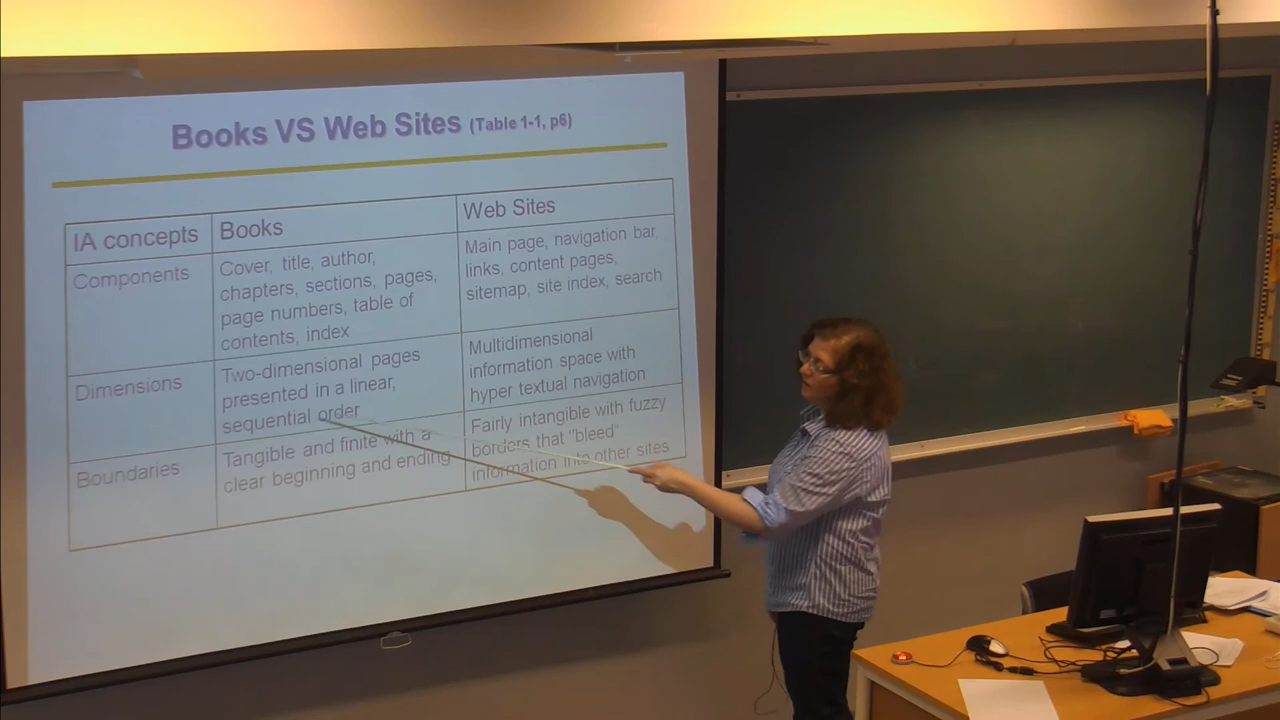 Books VS Web Sites (Table 1-1, p6)
IA concepts
Books
Web Sites
Components
Cover, title, author,
chapters, sections, pages,
page numbers, table of
contents, index
Main page, navigation bar,
links, content pages,
sitemap, site index, search
Dimensions
Two-dimensional pages
presented in a linear,
sequential order
Multidimensional
information space with
hyper textual navigation
Boundaries
Tangible and finite with a
clear beginning and ending
Fairly intangible with fuzzy
borders that "bleed"
information into other sites